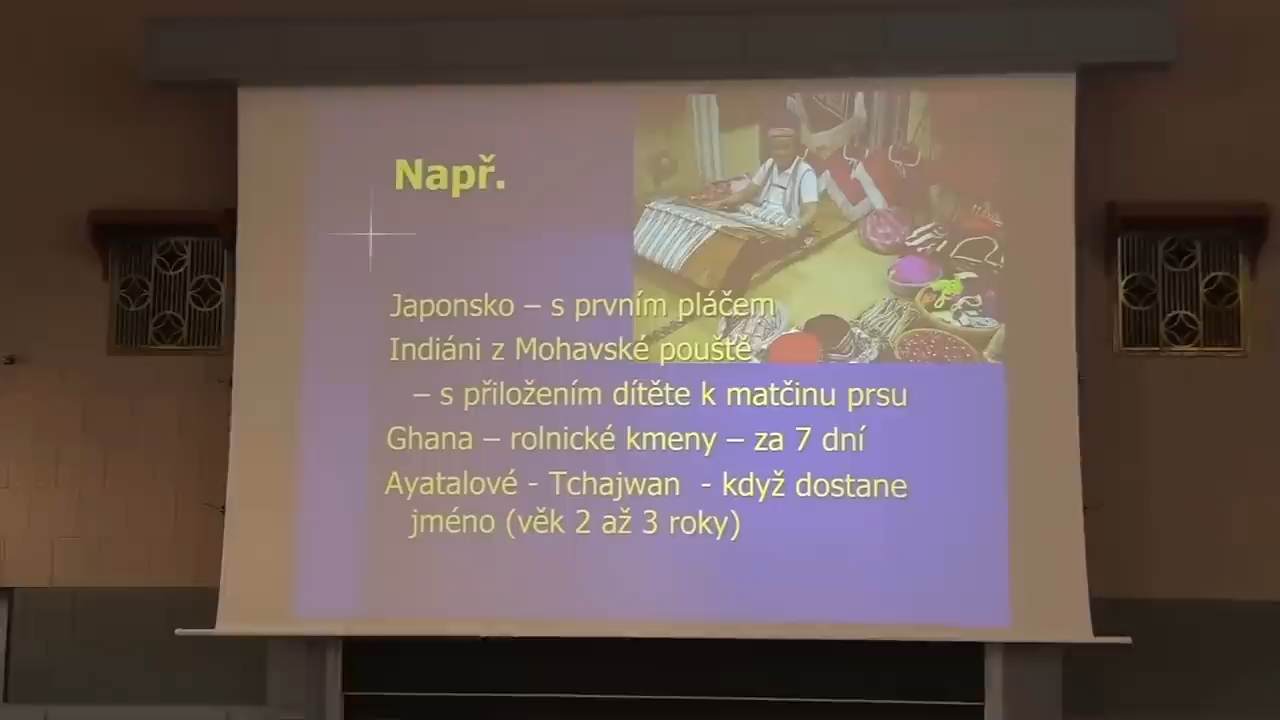 Např.
Japonsko – s prvním pláčem
Indiáni z Mohavské pouště
– s přiložením dítěte k matčinu prsu
Ghana – rolnické kmeny – za 7 dní
Ayatalové - Tchajwan - když dostane
jméno (věk 2 až 3 roky)